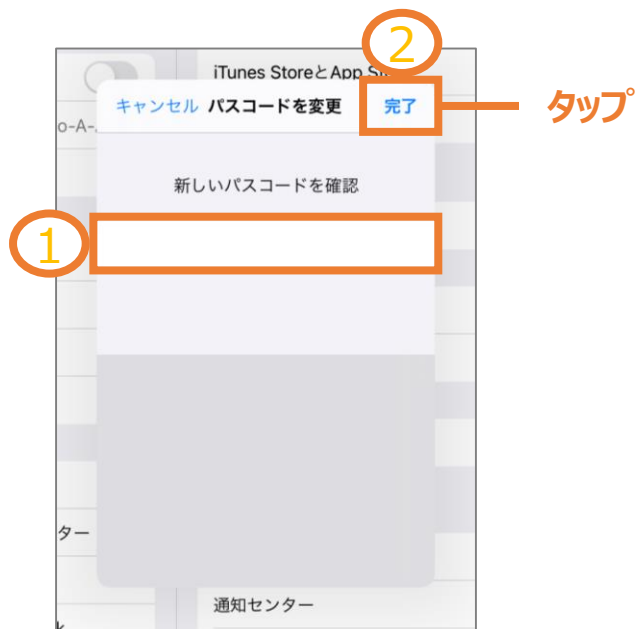 2
iTunes StoreとApp St
キャンセル パスコードを変更 完了
タップ
o-A-
新しいパスコードを確認
1
ター
通知センター